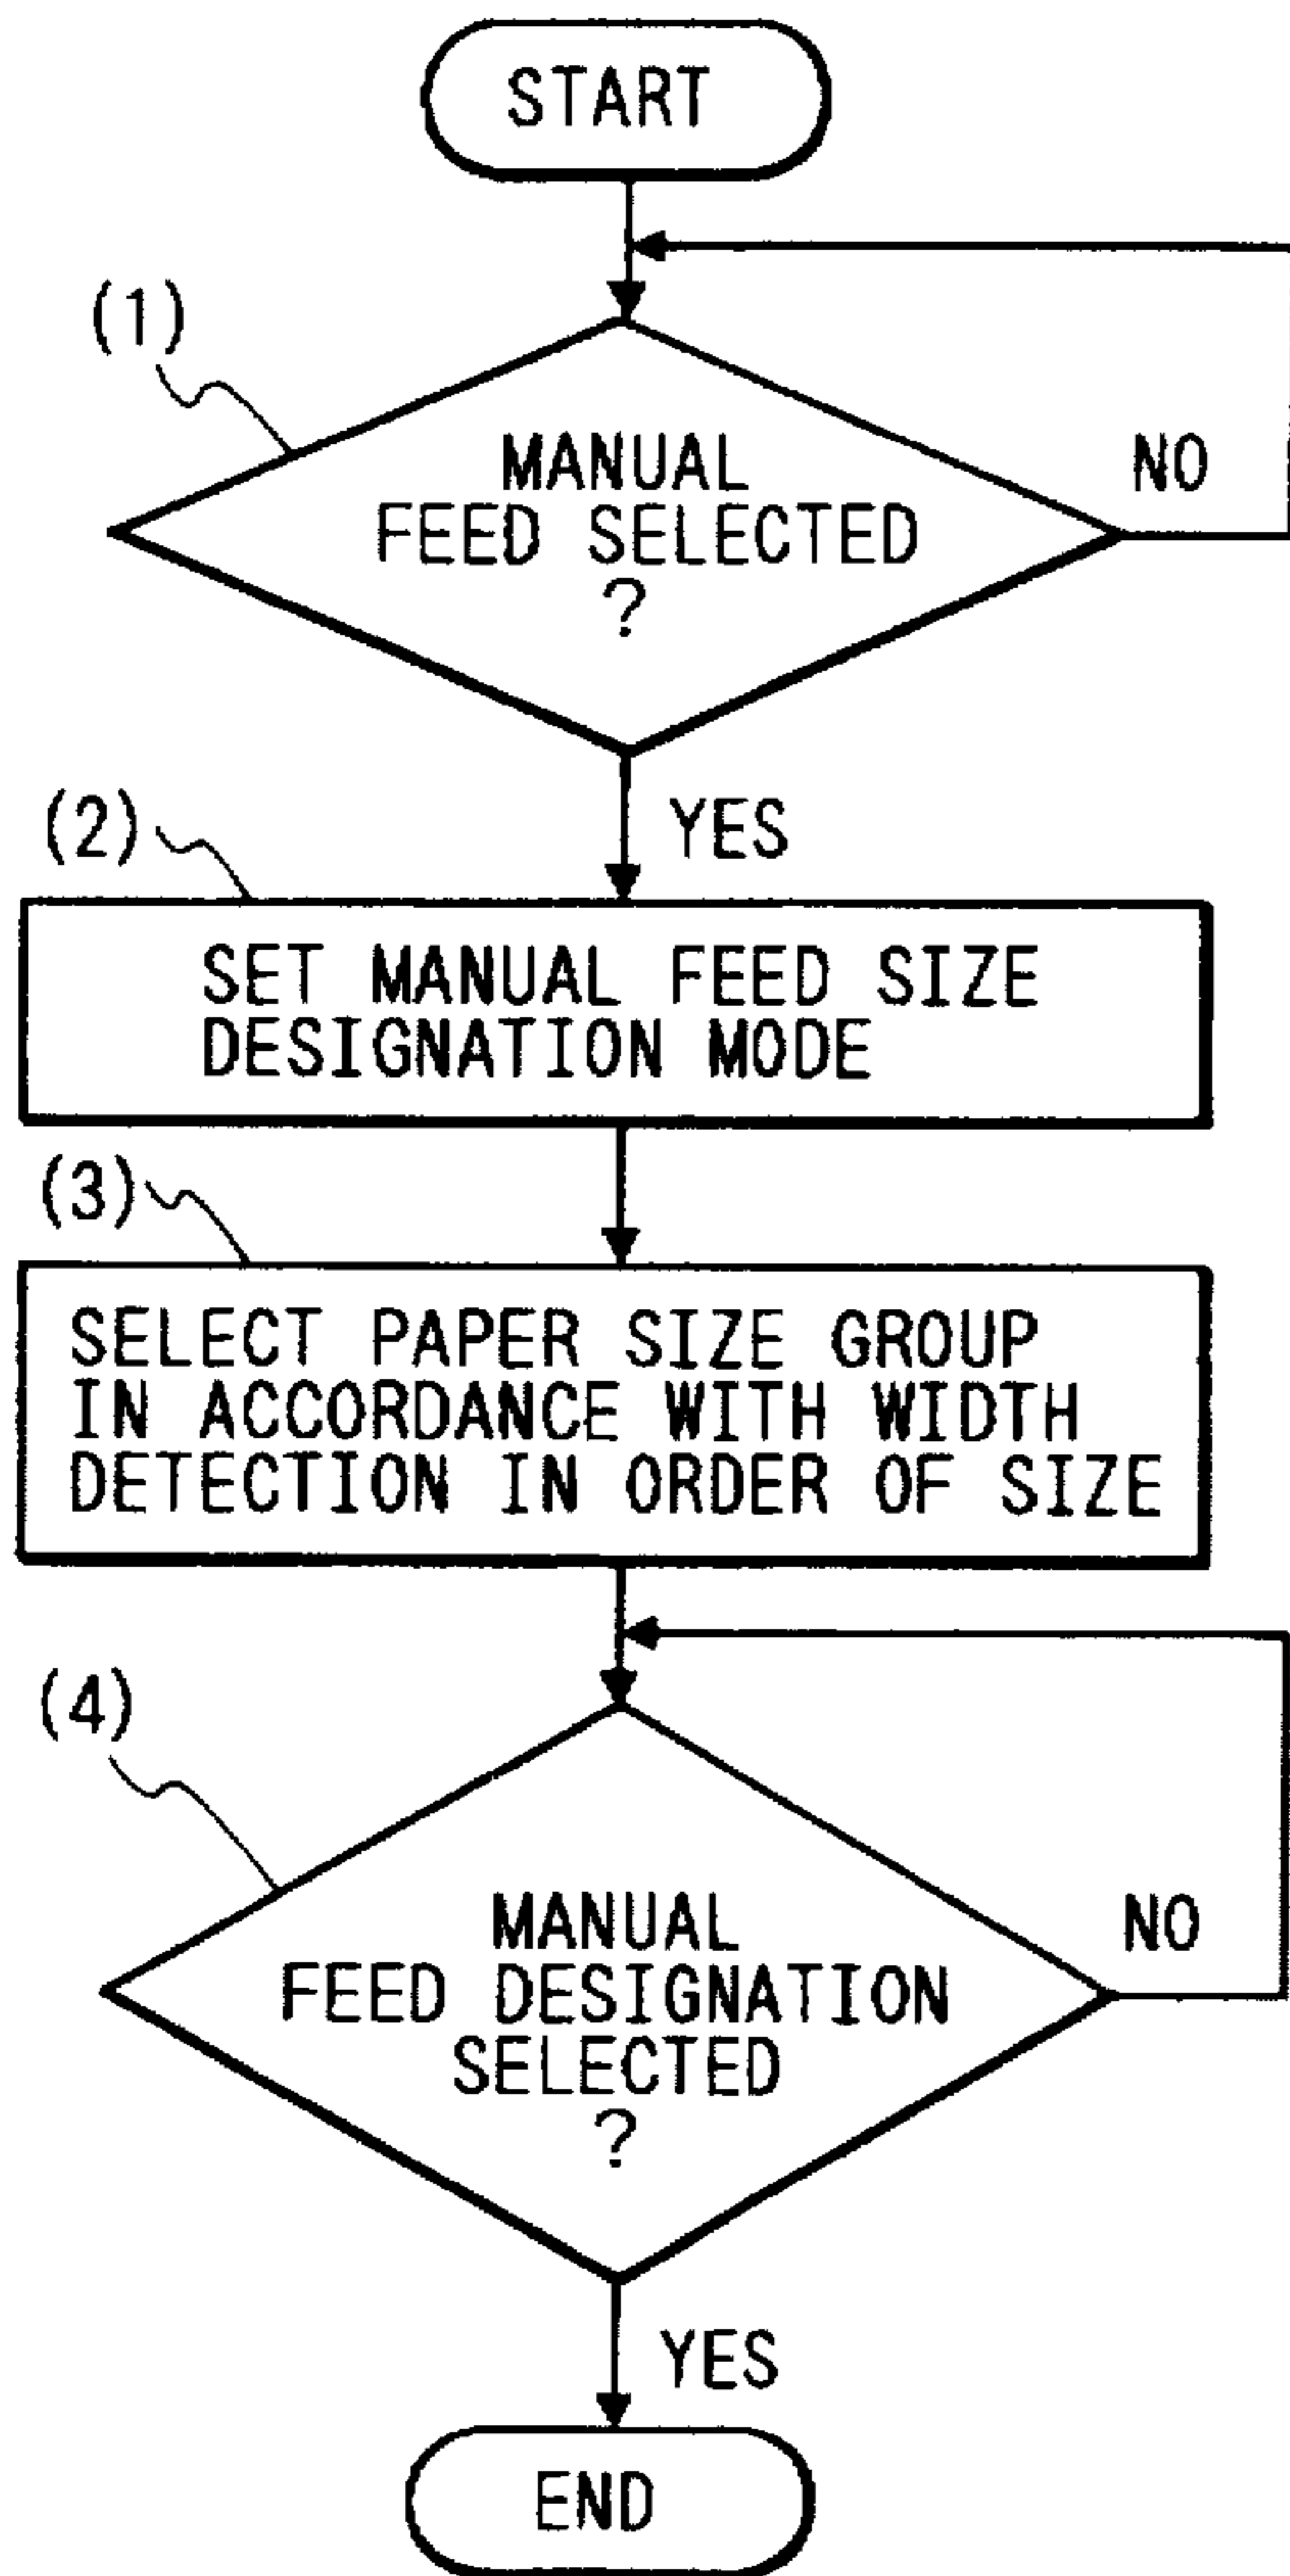 START
(1)
MANUAL
FEED SELECTED
?
NO
YES
(2)
SET MANUAL FEED SIZE
DESIGNATION MODE
(3)
SELECT PAPER SIZE GROUP
IN ACCORDANCE WITH WIDTH
DETECTION IN ORDER OF SIZE
(4)
MANUAL
FEED DESIGNATION
SELECTED
?
NO
YES
END